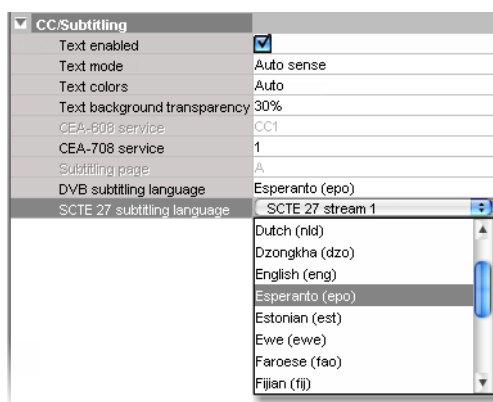 CC/Subtitling
Text enabled
Text mode Auto sense
Text colors Auto
Text background transparency 30%
CEA-608 service CC1
CEA-708 service 1
Subtitling page A
DVB subtitling language Esperanto (epo)
SCTE 27 subtitling language SCTE 27 stream 1
Dutch (nld)
Dzongkha (dzo)
English (eng)
Esperanto (epo)
Estonian (est)
Ewe (ewe)
Faroese (fao)
Fijian (fij)